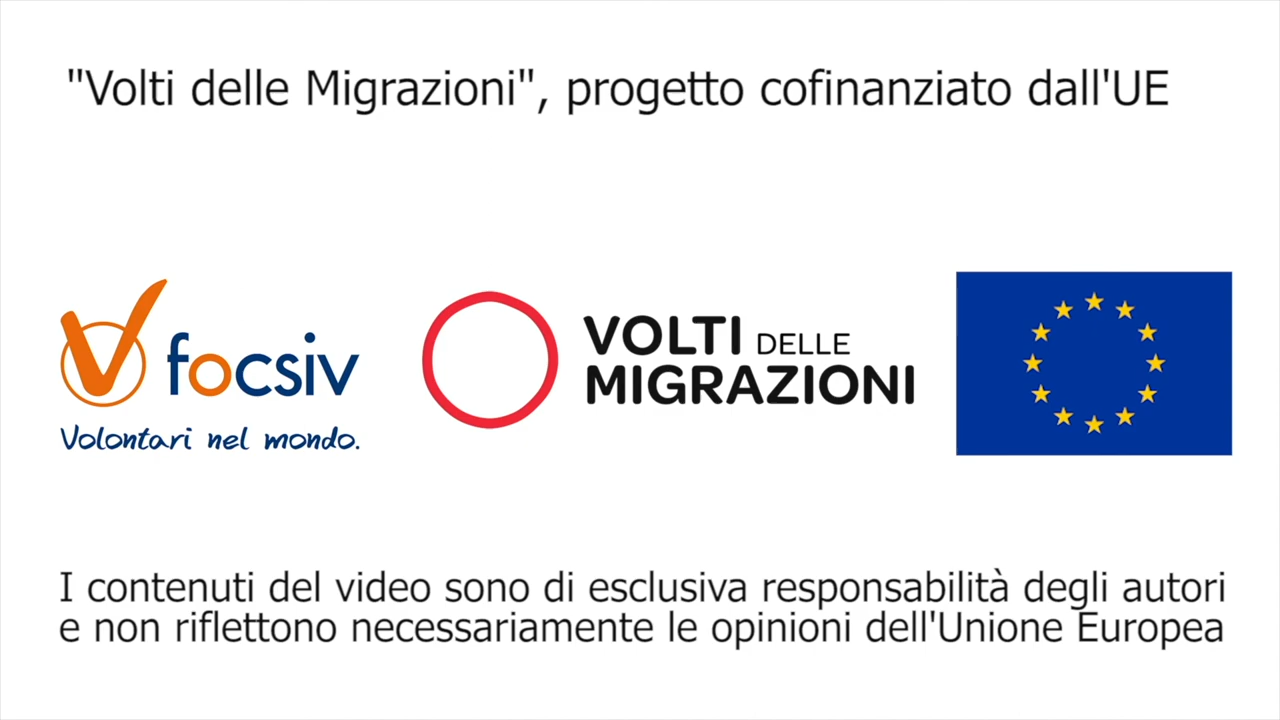 "Volti delle Migrazioni", progetto cofinanziato dall'UE
focsiv
Volontari nel mondo.
VOLTI DELLE
MIGRAZIONI
I contenuti del video sono di esclusiva responsabilità degli autori
e non riflettono necessariamente le opinioni dell'Unione Europea